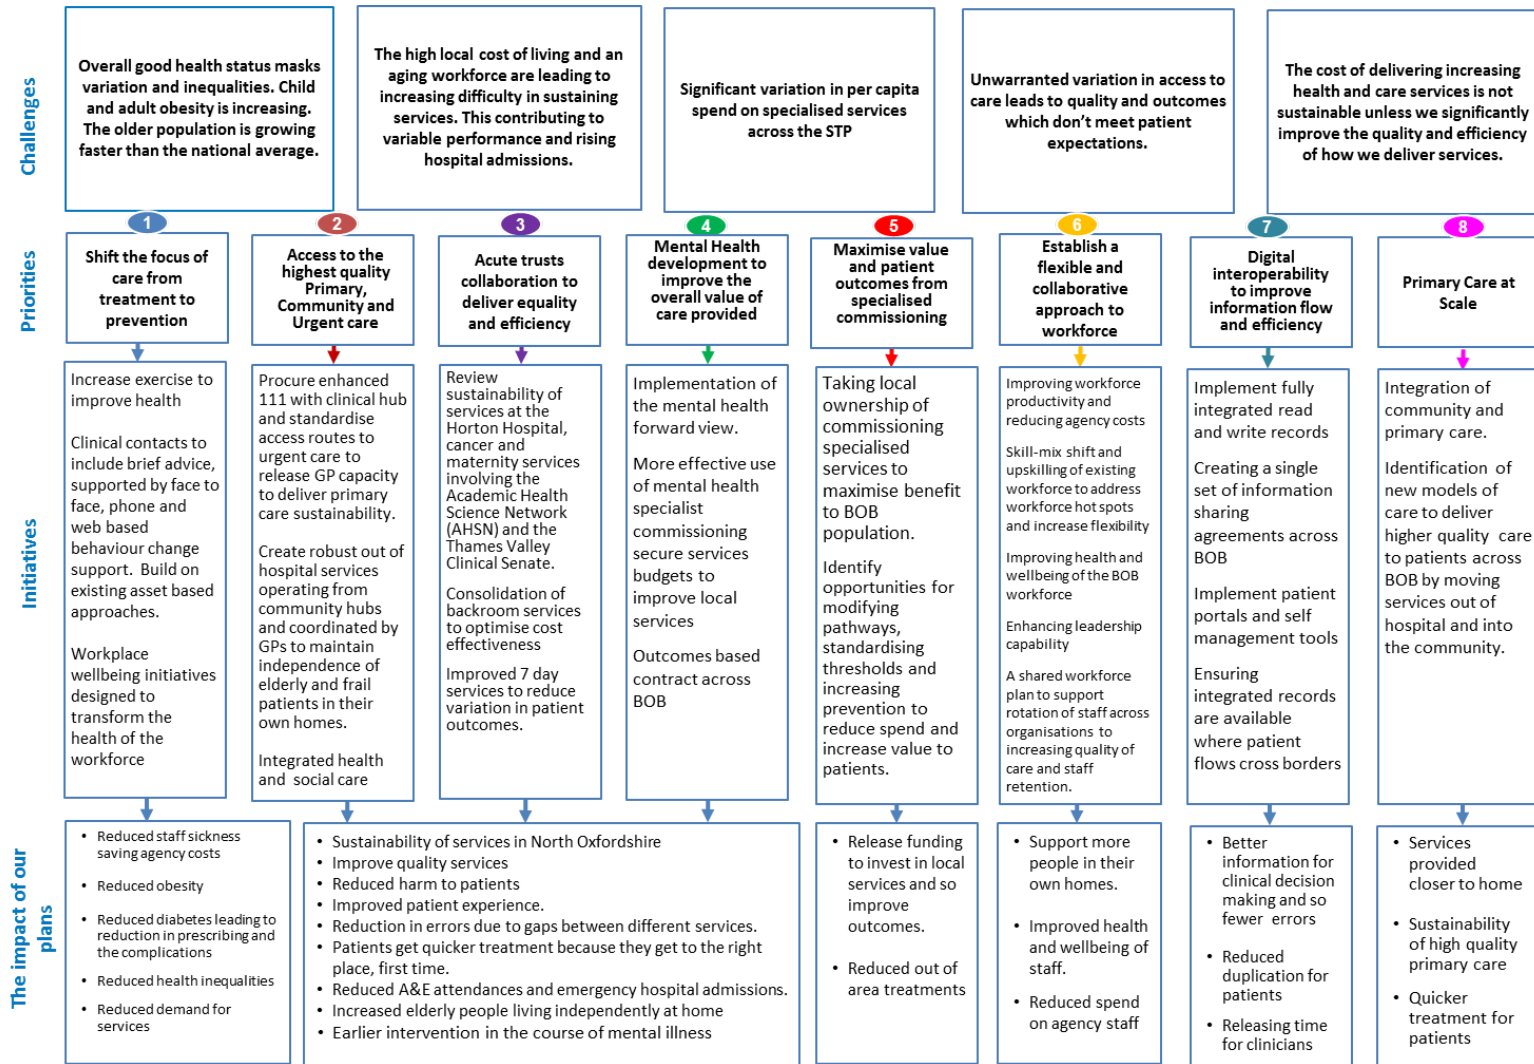 Challenges
Overall good health status masks
variation and inequalities. Child
and adult obesity is increasing.
The older population is growing
faster than the national average.
The high local cost of living and an
aging workforce are leading to
increasing difficulty in sustaining
services. This contributing to
variable performance and rising
hospital admissions.
Significant variation in per capita
spend on specialised services
across the STP
Unwarranted variation in access to
care leads to quality and outcomes
which don't meet patient
expectations.
The cost of delivering increasing
health and care services is not
sustainable unless we significantly
improve the quality and efficiency
of how we deliver services.
Priorities
1
Shift the focus of
care from
treatment to
prevention
2
Access to the
highest quality
Primary,
Community and
Urgent care
3
Acute trusts
collaboration to
deliver equality
and efficiency
4
Mental Health
development to
improve the
overall value of
care provided
5
Maximise value
and patient
outcomes from
specialised
commissioning
6
Establish a
flexible and
collaborative
approach to
workforce
7
Digital
interoperability
to improve
information flow
and efficiency
8
Primary Care at
Scale
Initiatives
Increase exercise to
improve health
Clinical contacts to
include brief advice,
supported by face to
face, phone and
web based
behaviour change
support. Build on
existing asset based
approaches.
Workplace
wellbeing initiatives
designed to
transform the
health of the
workforce
Procure enhanced
111 with clinical hub
and standardise
access routes to
urgent care to
release GP capacity
to deliver primary
care sustainability.
Create robust out of
hospital services
operating from
community hubs
and coordinated by
GPs to maintain
independence of
elderly and frail
patients in their
own homes.
Integrated health
and social care
Review
sustainability of
services at the
Horton Hospital,
cancer and
maternity services
involving the
Academic Health
Science Network
(AHSN) and the
Thames Valley
Clinical Senate.
Consolidation of
backroom services
to optimise cost
effectiveness
Improved 7 day
services to reduce
variation in patient
outcomes.
Implementation of
the mental health
forward view.
More effective use
of mental health
specialist
commissioning
secure services
budgets to
improve local
services
Outcomes based
contract across
BOB
Taking local
ownership of
commissioning
specialised
services to
maximise benefit
to BOB
population.
Identify
opportunities for
modifying
pathways,
standardising
thresholds and
increasing
prevention to
reduce spend and
increase value to
patients.
Improving workforce
productivity and
reducing agency costs
Skill-mix shift and
upskilling of existing
workforce to address
workforce hot spots
and increase flexibility
Improving health and
wellbeing of the BOB
workforce
Enhancing leadership
capability
A shared workforce
plan to support
rotation of staff across
organisations to
increasing quality of
care and staff
retention.
Implement fully
integrated read
and write records
Creating a single
set of information
sharing
agreements across
BOB
Implement patient
portals and self
management tools
Ensuring
integrated records
are available
where patient
flows cross borders
Integration of
community and
primary care.
Identification of
new models of
care to deliver
higher quality care
to patients across
BOB by moving
services out of
hospital and into
the community.
The impact of our
plans
• Reduced staff sickness
saving agency costs
• Reduced obesity
• Reduced diabetes leading to
reduction in prescribing and
the complications
• Reduced health inequalities
• Reduced demand for
services
• Sustainability of services in North Oxfordshire
• Improve quality services
• Reduced harm to patients
• Improved patient experience.
• Reduction in errors due to gaps between different services.
• Patients get quicker treatment because they get to the right
place, first time.
• Reduced A&E attendances and emergency hospital admissions.
• Increased elderly people living independently at home
• Earlier intervention in the course of mental illness
• Release funding
to invest in local
services and so
improve
outcomes.
• Reduced out of
area treatments
• Support more
people in their
own homes.
• Improved health
and wellbeing of
staff.
• Reduced spend
on agency staff
• Better
information for
clinical decision
making and so
fewer errors
• Reduced
duplication for
patients
• Releasing time
for clinicians
• Services
provided
closer to home
• Sustainability
of high quality
primary care
• Quicker
treatment for
patients